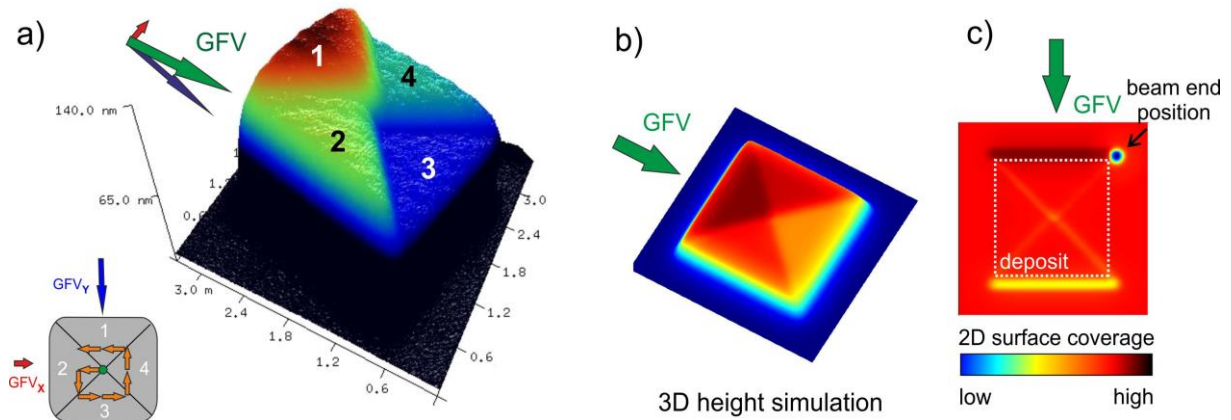 a)
GFV
1
4
2
3
140.0 nm
65.0 nm
3.0 m
2.4
1.8
1.2
0.6
3.0
2.4
1.8
1.2
0.6
GFVY
1
2
4
3
GFVX
b)
GFV
3D height simulation
c)
GFV
beam end
position
deposit
2D surface coverage
low high